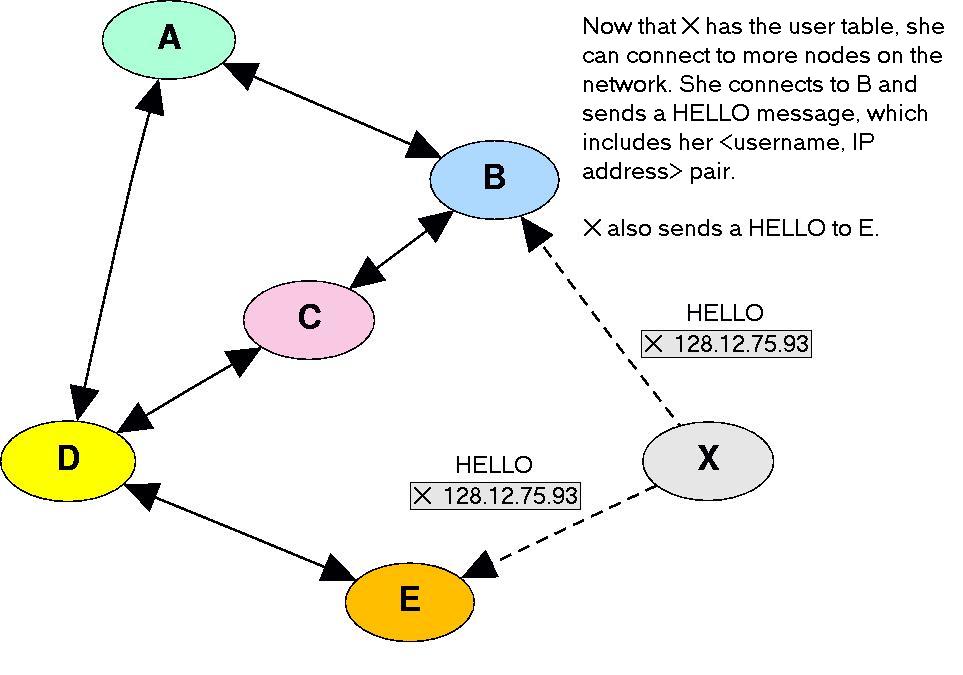 A
Now that X has the user table, she
can connect to more nodes on the
network. She connects to B and
sends a HELLO message, which
includes her <username, IP
address> pair.
X also sends a HELLO to E.
B
C
HELLO
X 128.12.75.93
D
X
HELLO
X 128.12.75.93
E